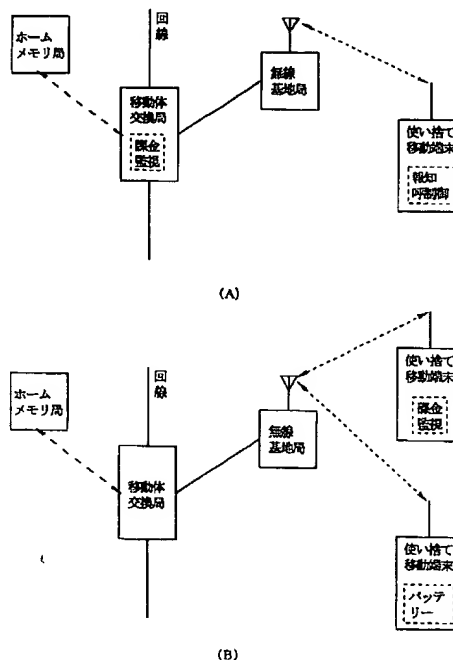 ホーム
メモリ局
回
線
移動体
交換局
課金
監視
無線
基地局
使い捨て
移動端末
報知
呼制御
(A)
ホーム
メモリ局
回
線
移動体
交換局
無線
基地局
使い捨て
移動端末
課金
監視
使い捨て
移動端末
バッテ
リー
(B)